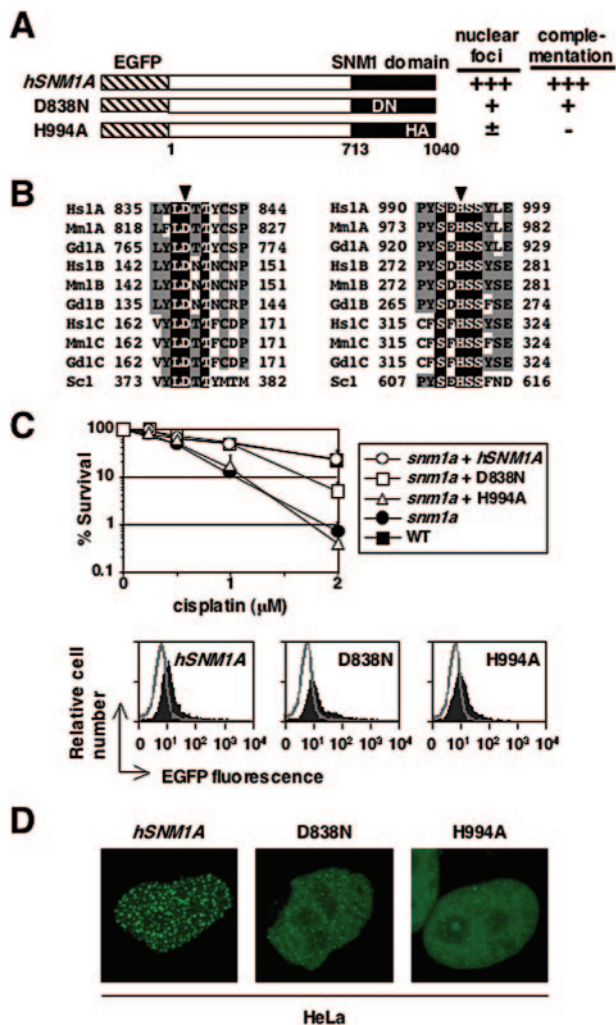 A
EGFP SNM1 domain nuclear foci comple-mentation
hSNM1A +++ +++
D838N DN + +
H994A HA ± -
1 713 1040
B
Hs1A 835 LYLDTTYCSP 844 Hs1A 990 PYSDHSSYLE 999
Mm1A 818 LFLDTTYCSP 827 Mm1A 973 PYSDHSSYLE 982
Gd1A 765 LYLDTTYCSP 774 Gd1A 920 PYSDHSSYLE 929
Hs1B 142 LYLDNTNCNP 151 Hs1B 272 PYSDHSSYSE 281
Mm1B 142 LYLDNTNCNP 151 Mm1B 272 PYSDHSSYSE 281
Gd1B 135 LYLDNTNCRP 144 Gd1B 265 PYSDHSSFSE 274
Hs1C 162 VYLDTTFCDP 171 Hs1C 315 CFSFHSSYSE 324
Mm1C 162 VYLDTTFCDP 171 Mm1C 315 CFSFHSSYSE 324
Gd1C 162 VYLDTTFCDP 171 Gd1C 315 CFSFHSSYSE 324
Sc1 373 VYLDTTYMTM 382 Sc1 607 PYSEHSSFND 616
C
% Survival
100
10
1
0.1
0 1 2
cisplatin (μM)
snm1a + hSNM1A
snm1a + D838N
snm1a + H994A
snm1a
WT
Relative cell number
hSNM1A D838N H994A
0 10¹ 10² 10³ 10⁴ 0 10¹ 10² 10³ 10⁴ 0 10¹ 10² 10³ 10⁴
EGFP fluorescence
D
hSNM1A D838N H994A
HeLa